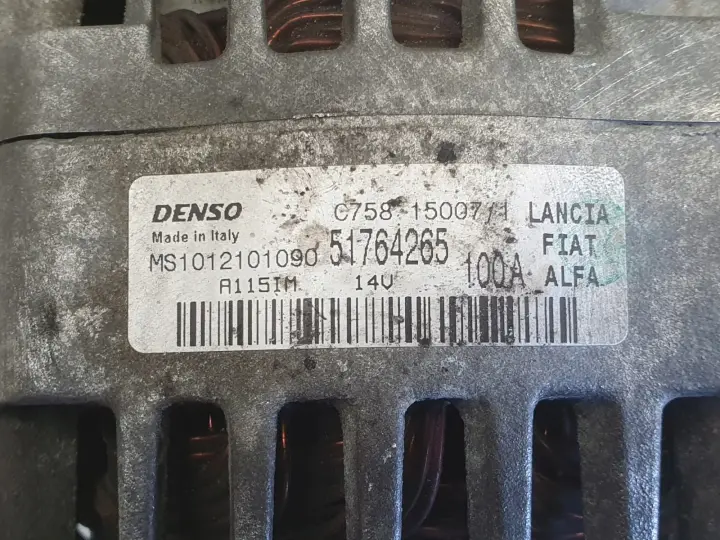 DENSO C758 15007/1 LANCIA
Made in Italy 51764265 FIAT
MS1012101090 100A ALFA
A115IM 14V